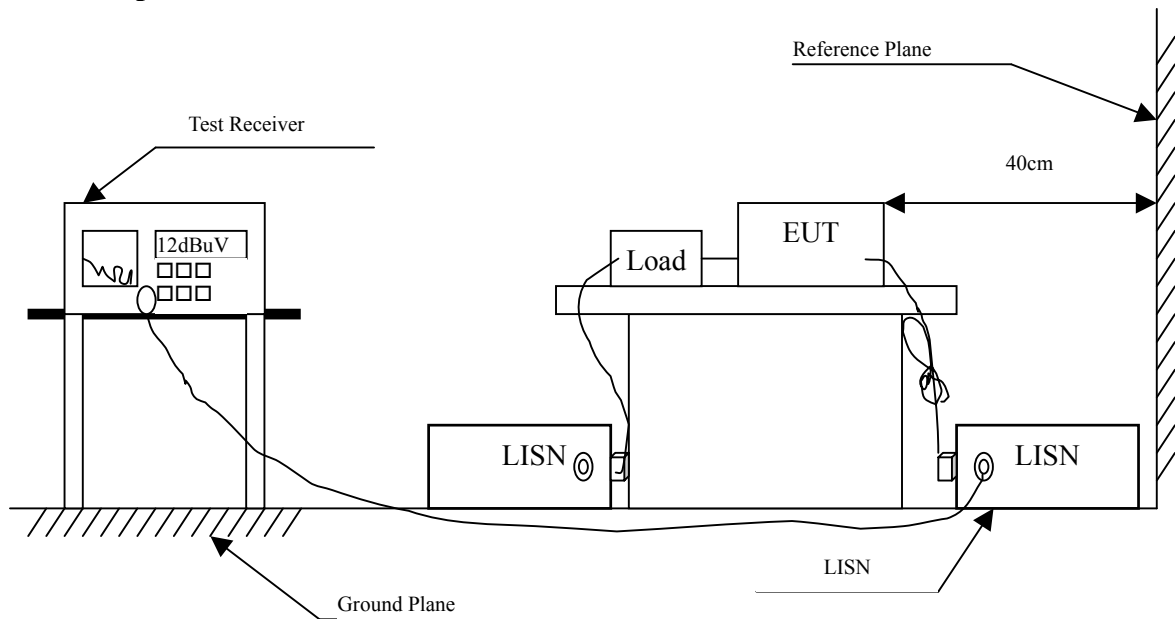 Reference Plane
Test Receiver
40cm
12dBuV
Load
EUT
LISN
LISN
LISN
Ground Plane